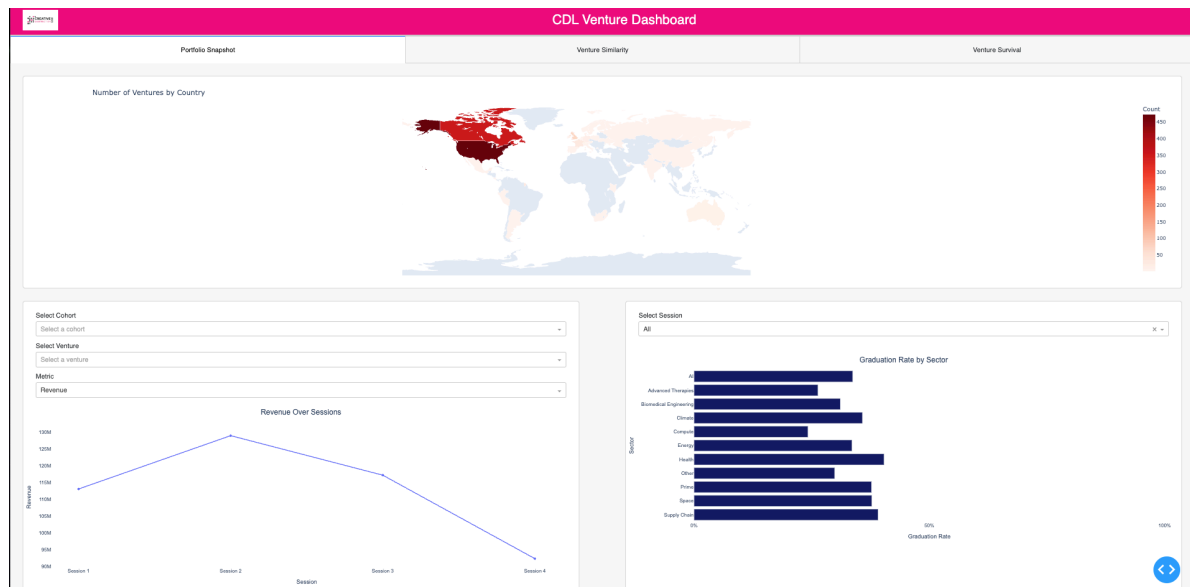 CDL Venture Dashboard
Portfolio Snapshot
Venture Similarity
Venture Survival
Number of Ventures by Country
Count
450
400
350
300
250
200
150
100
50
Select Cohort
Select a cohort
Select Venture
Select a venture
Metric
Revenue
Revenue Over Sessions
130M
125M
120M
115M
110M
105M
100M
95M
90M
Revenue
Session 1
Session 2
Session 3
Session 4
Session
Select Session
All
Graduation Rate by Sector
AI
Advanced Therapies
Biomedical Engineering
Climate
Compute
Energy
Health
Other
Prime
Space
Supply Chain
Sector
0%
50%
100%
Graduation Rate